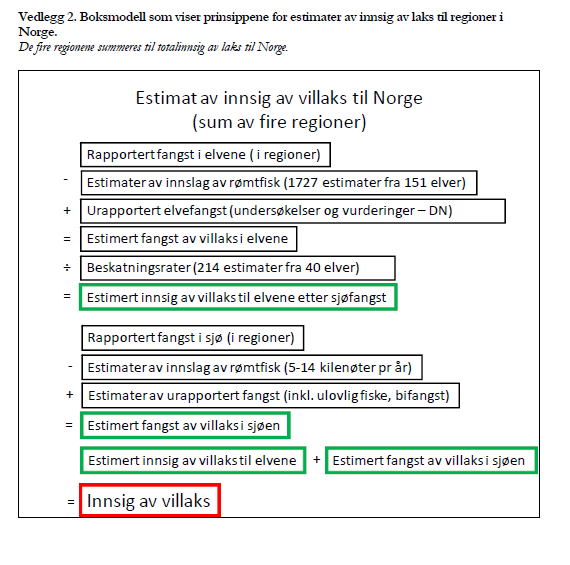 Vedlegg 2. Boksmodell som viser prinsippene for estimater av innsig av laks til regioner i
Norge.
De fire regionene summeres til totalinnsig av laks til Norge.
Estimat av innsig av villaks til Norge
(sum av fire regioner)
Rapportert fangst i elvene ( i regioner)
- Estimater av innslag av rømtfisk (1727 estimater fra 151 elver)
+ Urapportert elvefangst (undersøkelser og vurderinger – DN)
= Estimert fangst av villaks i elvene
÷ Beskatningsrater (214 estimater fra 40 elver)
= Estimert innsig av villaks til elvene etter sjøfangst
Rapportert fangst i sjø (i regioner)
- Estimater av innslag av rømtfisk (5-14 kilenøter pr år)
+ Estimater av urapportert fangst (inkl. ulovlig fiske, bifangst)
= Estimert fangst av villaks i sjøen
Estimert innsig av villaks til elvene + Estimert fangst av villaks i sjøen
= Innsig av villaks